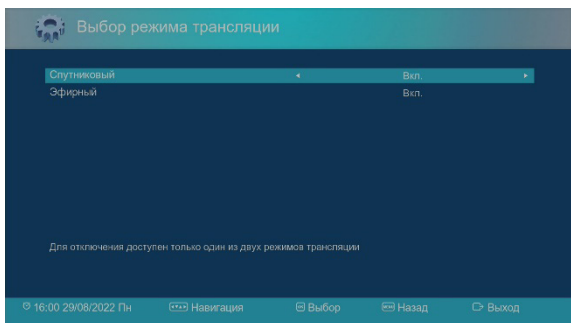 Выбор режима трансляции
Спутниковый Вкл.
Эфирный Вкл.
Для отключения доступен только один из двух режимов трансляции
16:00 29/08/2022 Пн Навигация Выбор Назад Выход